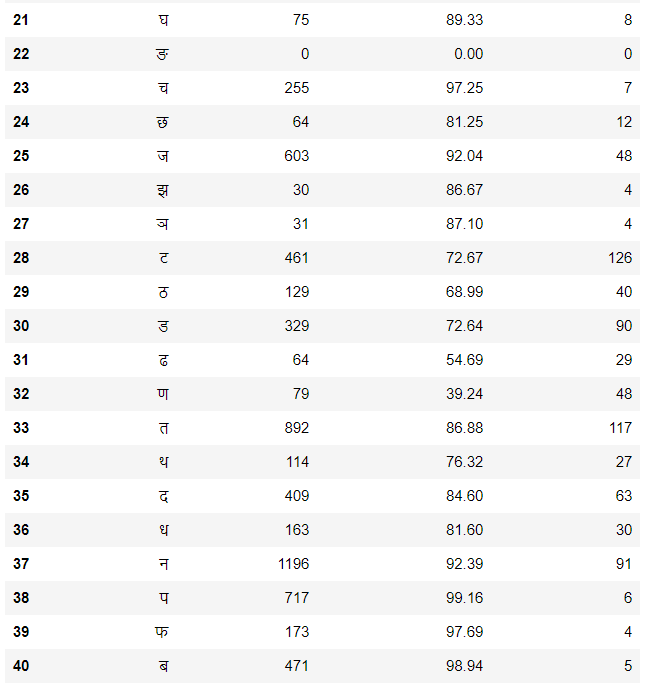 21 घ 75 89.33 8
22 ङ 0 0.00 0
23 च 255 97.25 7
24 छ 64 81.25 12
25 ज 603 92.04 48
26 झ 30 86.67 4
27 ञ 31 87.10 4
28 ट 461 72.67 126
29 ठ 129 68.99 40
30 ड 329 72.64 90
31 ढ 64 54.69 29
32 ण 79 39.24 48
33 त 892 86.88 117
34 थ 114 76.32 27
35 द 409 84.60 63
36 ध 163 81.60 30
37 न 1196 92.39 91
38 प 717 99.16 6
39 फ 173 97.69 4
40 ब 471 98.94 5